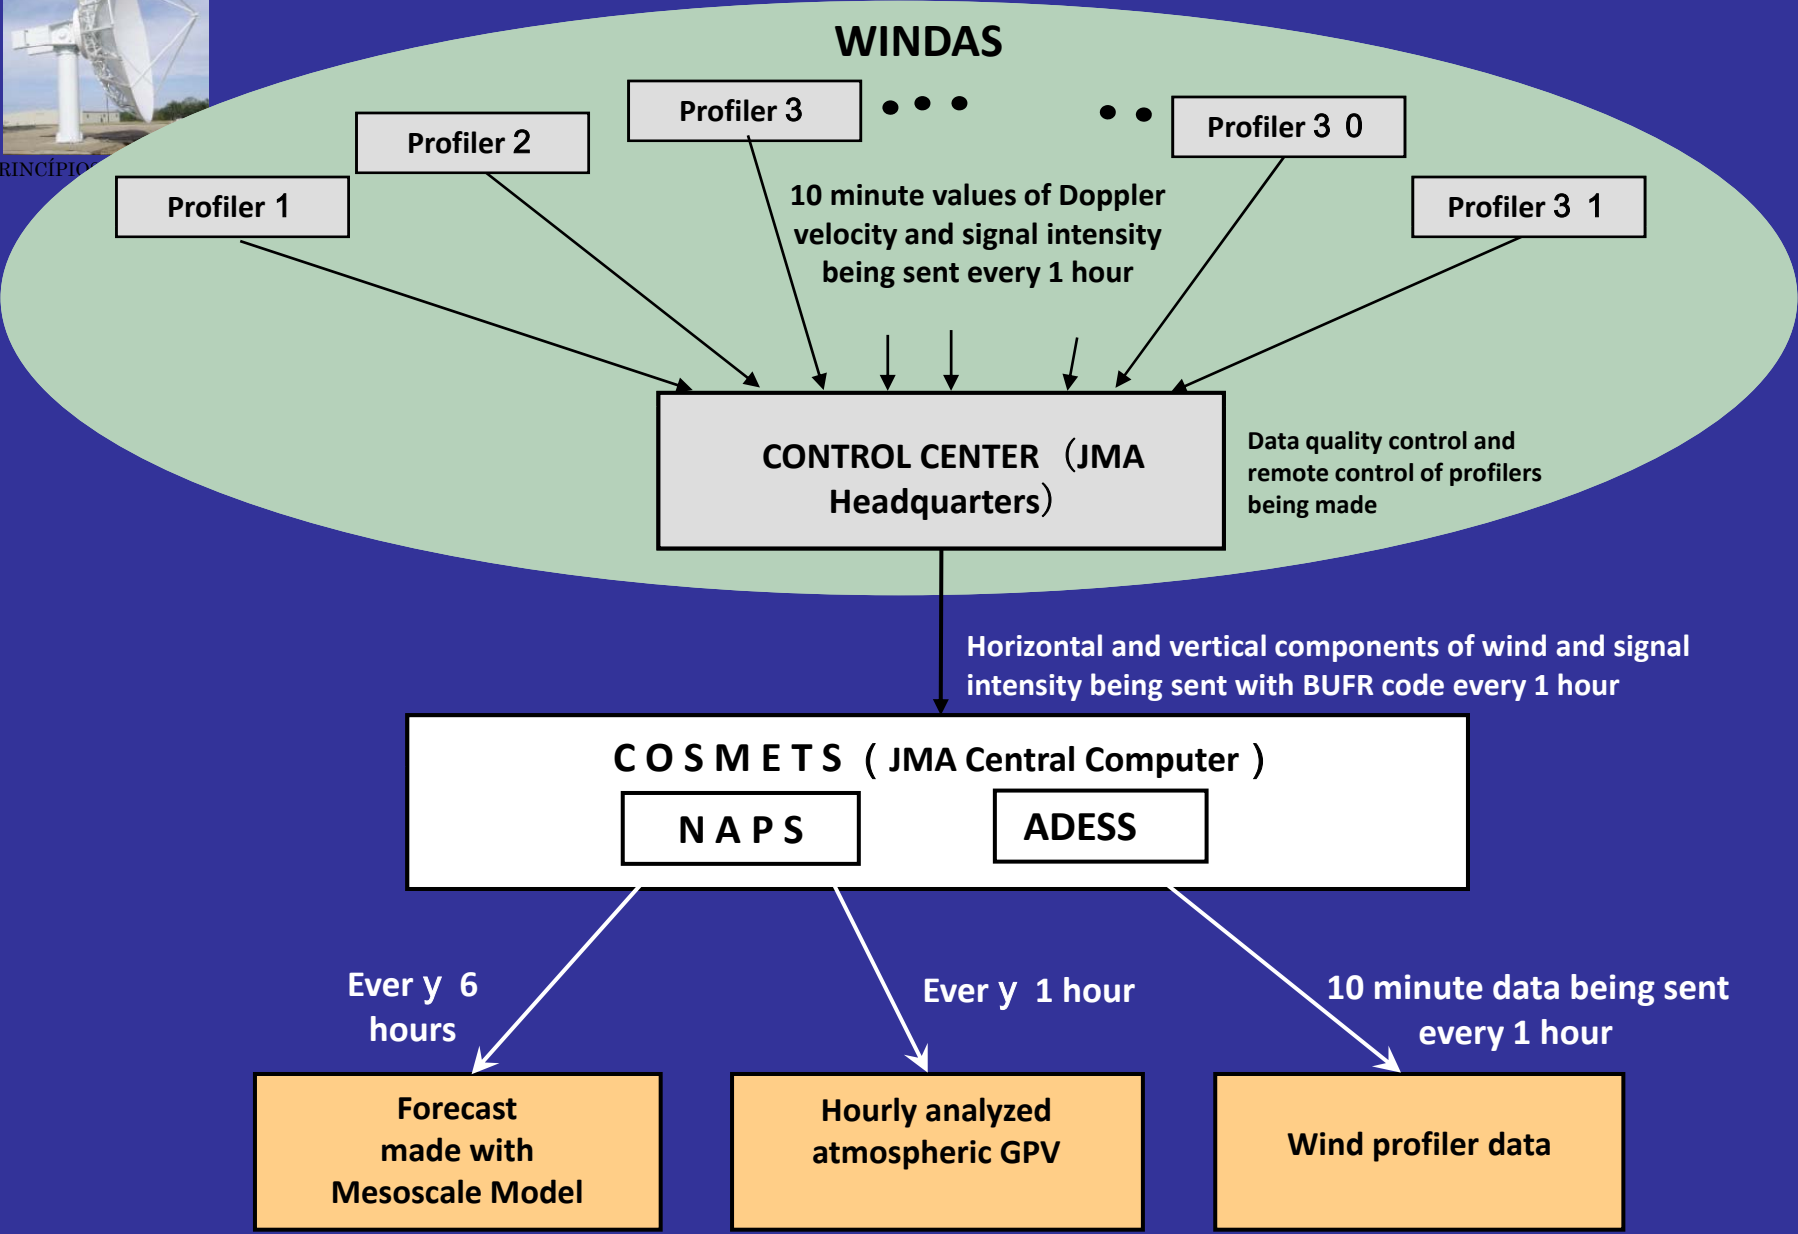 WINDAS
RINCÍPIO
Profiler 1
Profiler 2
Profiler 3
Profiler 3 0
Profiler 3 1
10 minute values of Doppler
velocity and signal intensity
being sent every 1 hour
CONTROL CENTER （JMA
Headquarters）
Data quality control and
remote control of profilers
being made
Horizontal and vertical components of wind and signal
intensity being sent with BUFR code every 1 hour
C O S M E T S ( JMA Central Computer )
N A P S
ADESS
Ever y 6
hours
Ever y 1 hour
10 minute data being sent
every 1 hour
Forecast
made with
Mesoscale Model
Hourly analyzed
atmospheric GPV
Wind profiler data